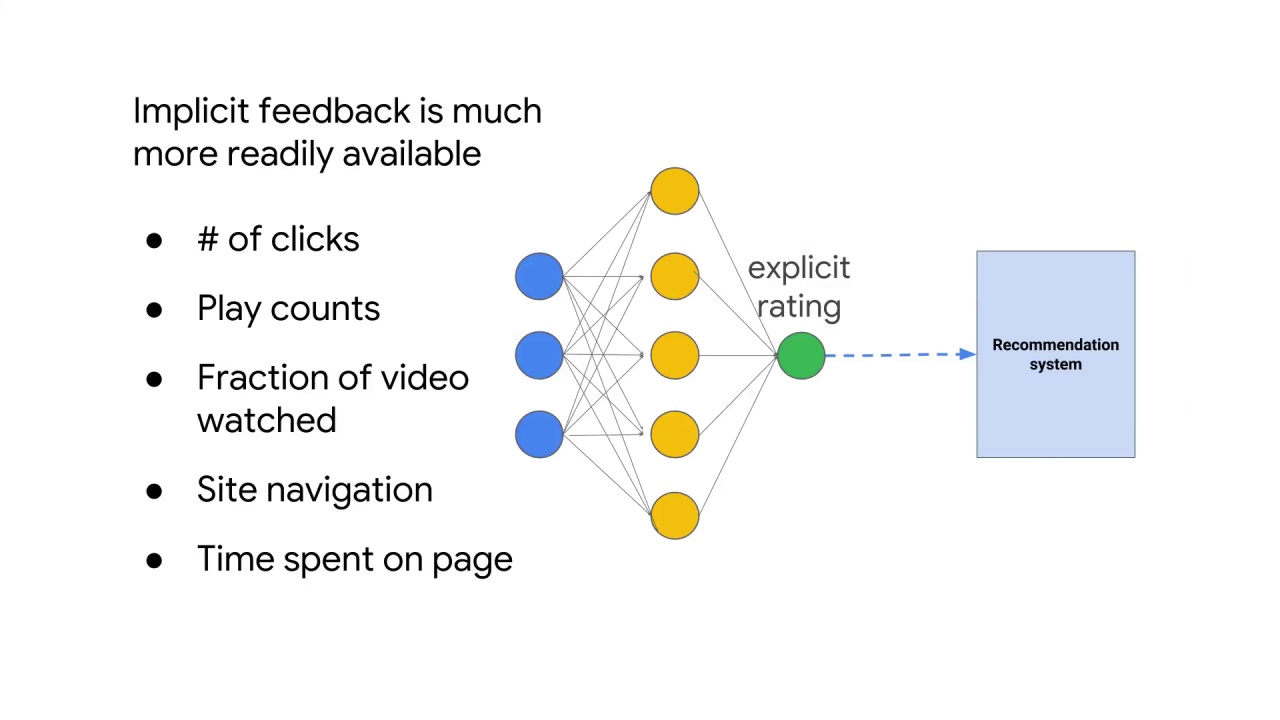 Implicit feedback is much
more readily available
● # of clicks
● Play counts
● Fraction of video
watched
● Site navigation
● Time spent on page
explicit
rating
Recommendation
system